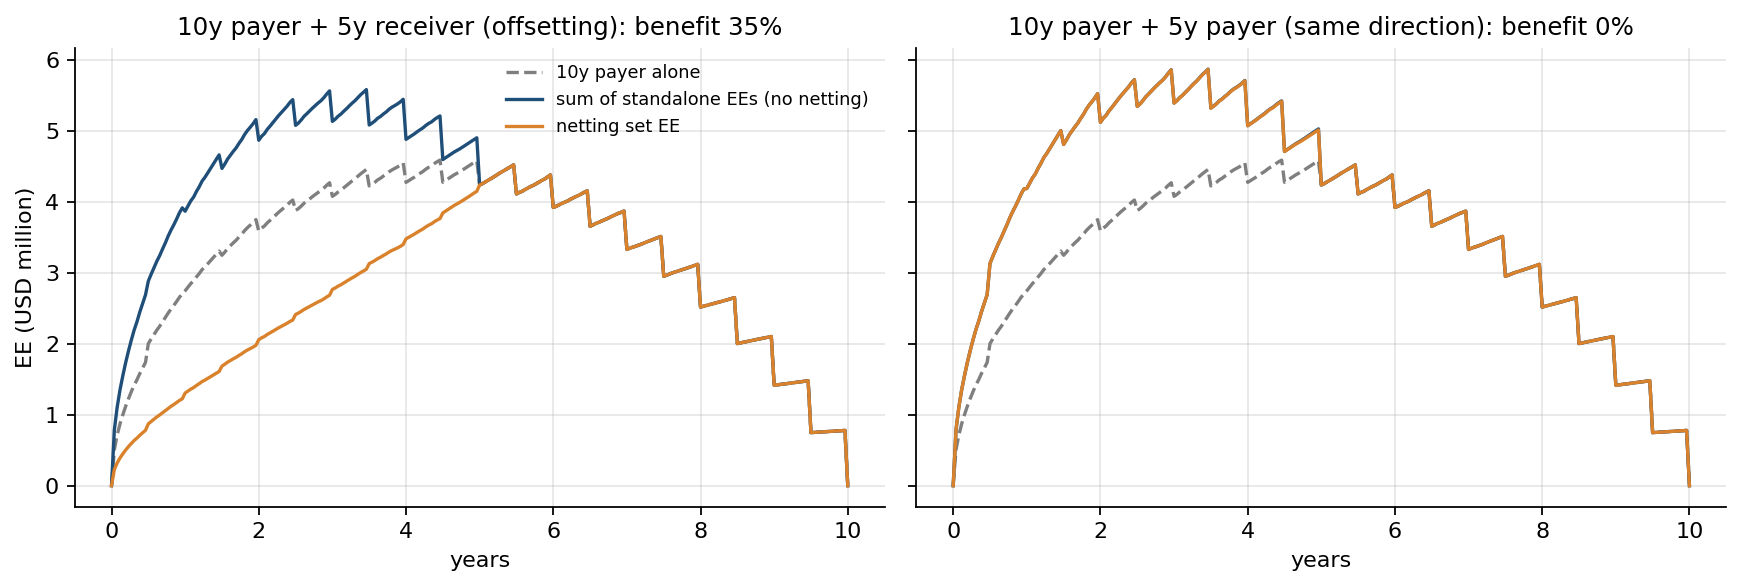 10y payer + 5y receiver (offsetting): benefit 35%
10y payer alone
sum of standalone EEs (no netting)
netting set EE
EE (USD million)
6
5
4
3
2
1
0
0 2 4 6 8 10
years
10y payer + 5y payer (same direction): benefit 0%
0 2 4 6 8 10
years